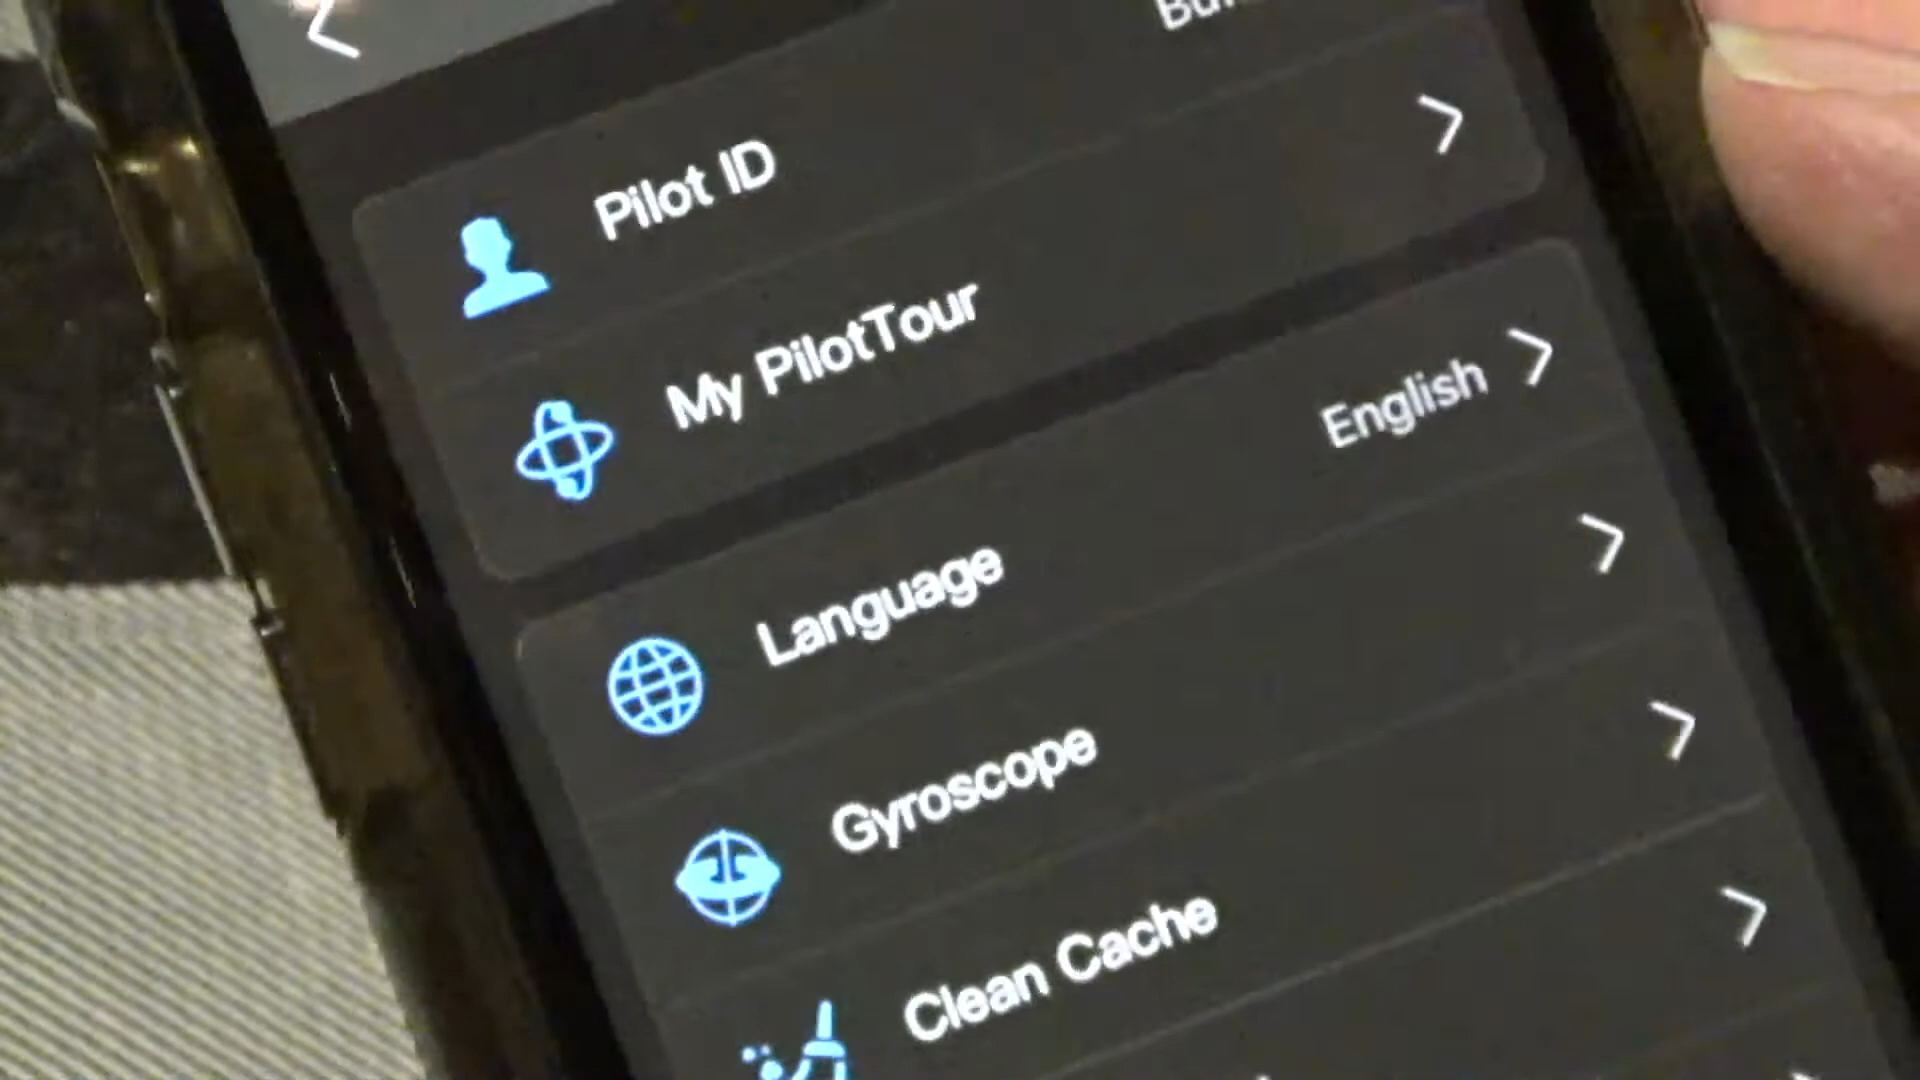 Pilot ID
My PilotTour
Language English
Gyroscope
Clean Cache